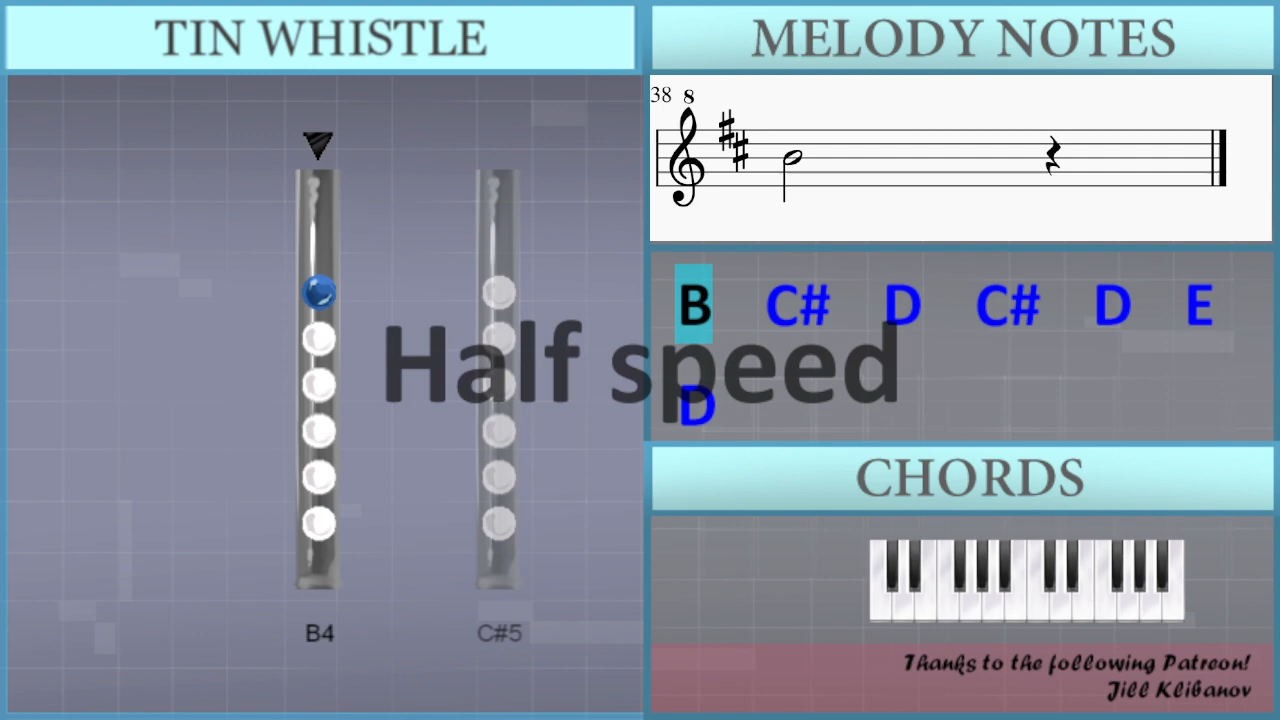 TIN WHISTLE
MELODY NOTES
38 8
B C# D C# D E
Half speed
D
CHORDS
B4 C#5
Thanks to the following Patreon!
Jill Klibanov